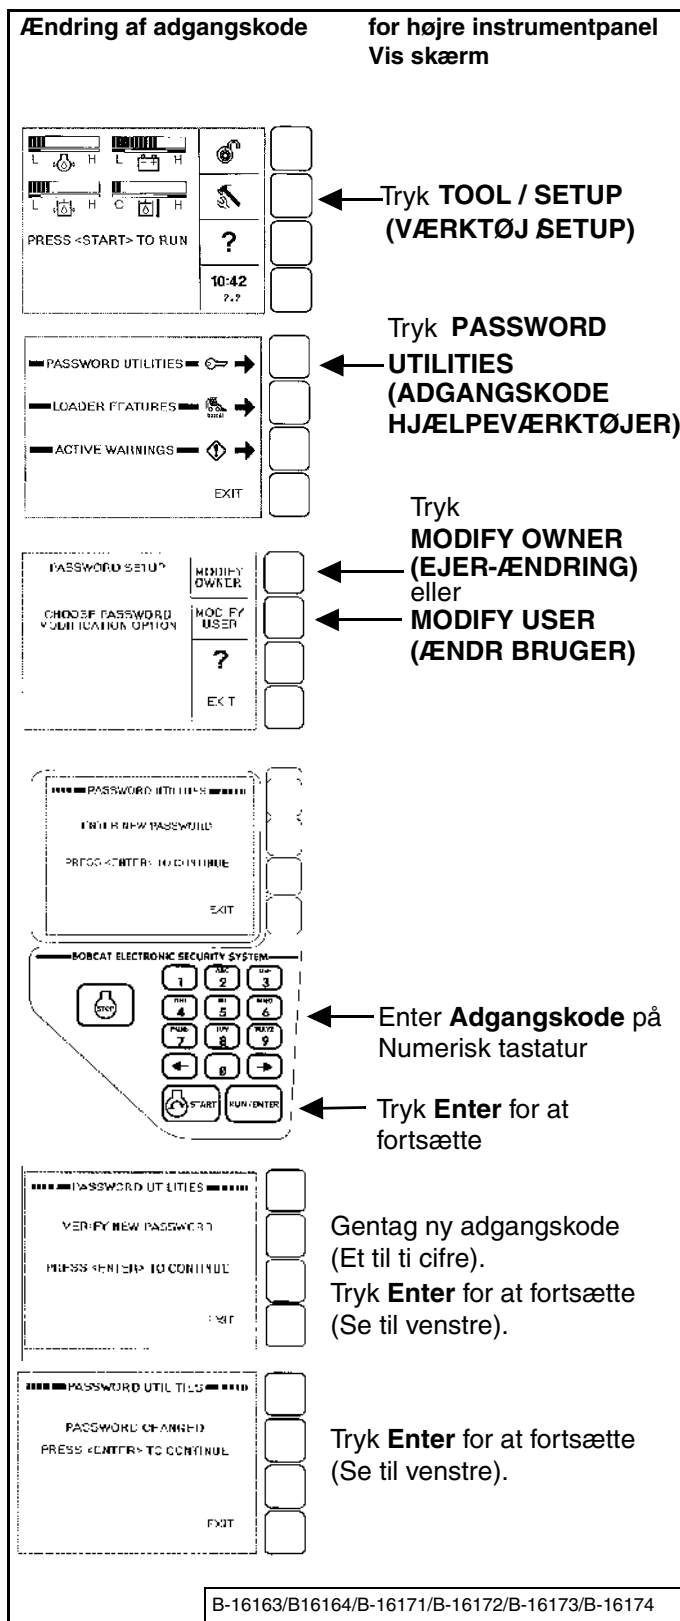 Ændring af adgangskode for højre instrumentpanel
Vis skærm
L H L H
L H C H
PRESS <START> TO RUN
?
10:42
Tryk TOOL / SETUP
(VÆRKTØJ /SETUP)
PASSWORD UTILITIES
LOADER FEATURES
ACTIVE WARNINGS
EXIT
Tryk PASSWORD
UTILITIES
(ADGANGSKODE
HJÆLPEVÆRKTØJER)
PASSWORD SETUP
CHOOSE PASSWORD
MODIFICATION OPTION
MODIFY
OWNER
MODIFY
USER
?
EXIT
Tryk
MODIFY OWNER
(EJER-ÆNDRING)
eller
MODIFY USER
(ÆNDR BRUGER)
PASSWORD UTILITIES
ENTER NEW PASSWORD
PRESS <ENTER> TO CONTINUE
EXIT
BOBCAT ELECTRONIC SECURITY SYSTEM
STOP
1 2 3
4 5 6
7 8 9
0
START RUN/ENTER
Enter Adgangskode på
Numerisk tastatur
Tryk Enter for at
fortsætte
PASSWORD UTILITIES
VERIFY NEW PASSWORD
PRESS <ENTER> TO CONTINUE
EXIT
Gentag ny adgangskode
(Et til ti cifre).
Tryk Enter for at fortsætte
(Se til venstre).
PASSWORD UTILITIES
PASSWORD CHANGED
PRESS <ENTER> TO CONTINUE
EXIT
Tryk Enter for at fortsætte
(Se til venstre).
B-16163/B16164/B-16171/B-16172/B-16173/B-16174